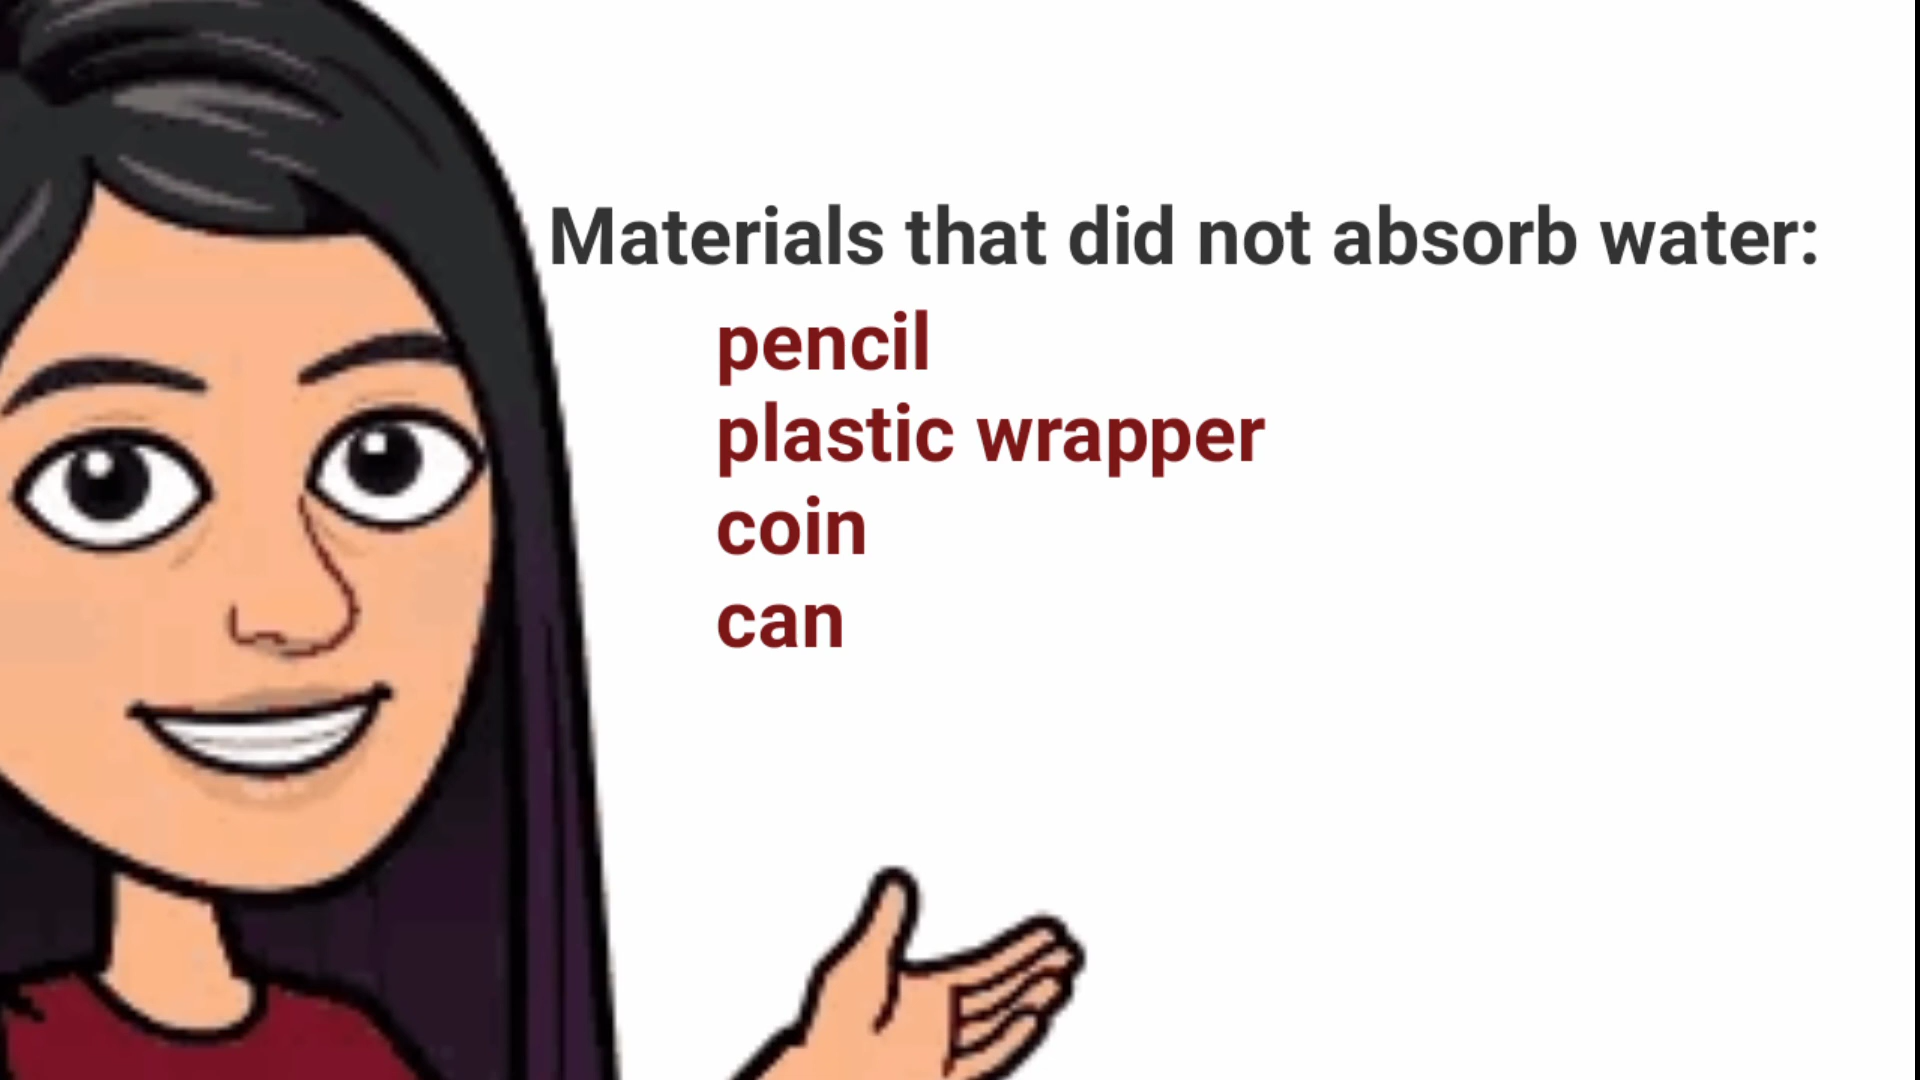 Materials that did not absorb water:
pencil
plastic wrapper
coin
can